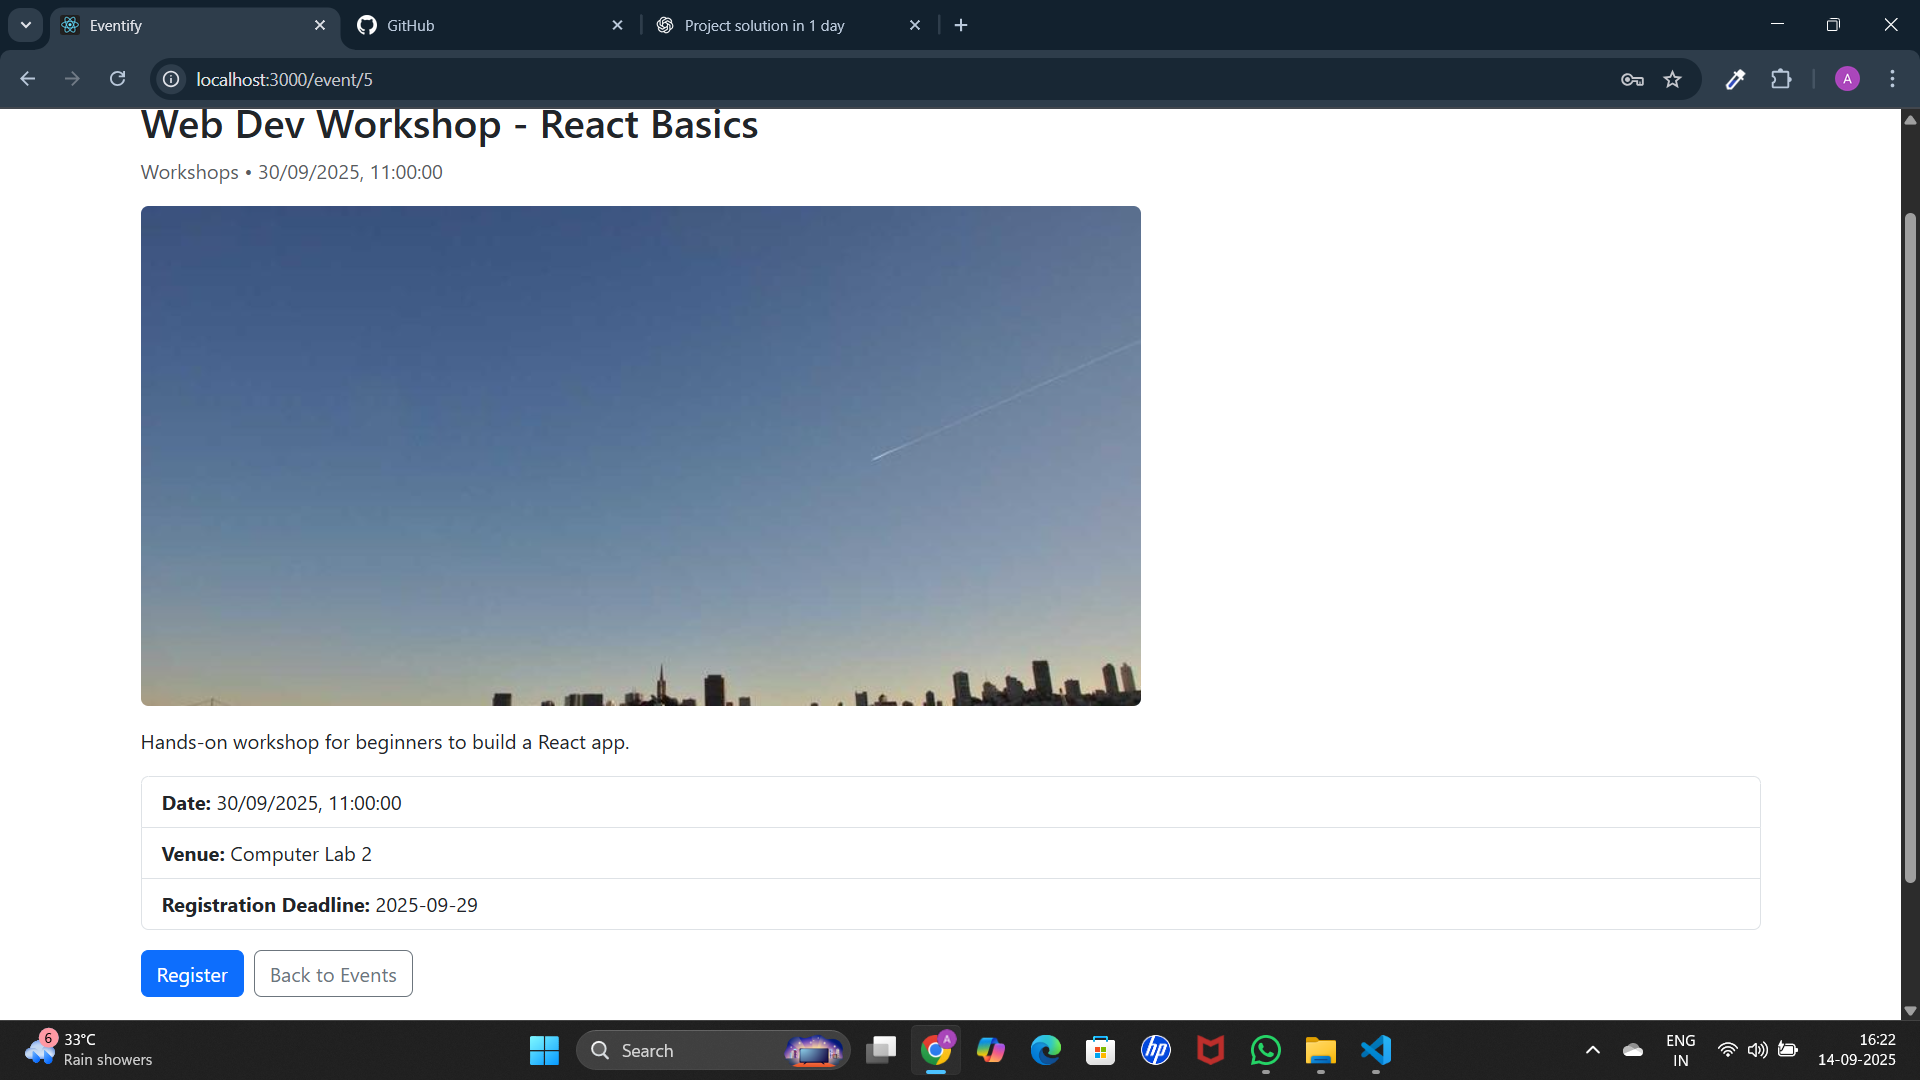 Eventify
GitHub
Project solution in 1 day
localhost:3000/event/5
A
Web Dev Workshop - React Basics
Workshops • 30/09/2025, 11:00:00
Hands-on workshop for beginners to build a React app.
Date: 30/09/2025, 11:00:00
Venue: Computer Lab 2
Registration Deadline: 2025-09-29
Register
Back to Events
6
33°C
Rain showers
Search
A
hp
ENG
IN
16:22
14-09-2025